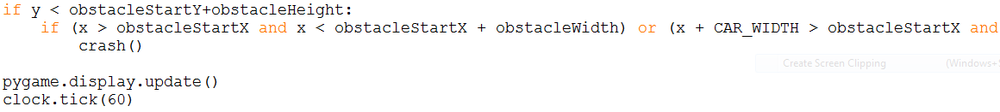 if y < obstacleStartY+obstacleHeight:
    if (x > obstacleStartX and x < obstacleStartX + obstacleWidth) or (x + CAR_WIDTH > obstacleStartX and
        crash()
Create Screen Clipping (Windows+
pygame.display.update()
clock.tick(60)